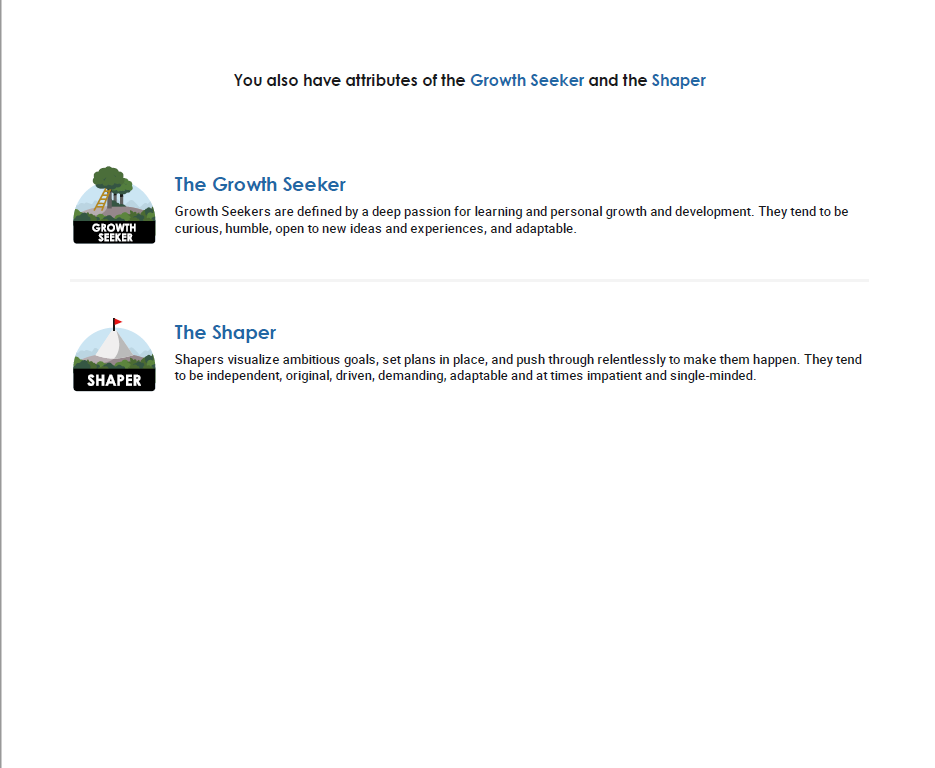 You also have attributes of the Growth Seeker and the Shaper
The Growth Seeker
Growth Seekers are defined by a deep passion for learning and personal growth and development. They tend to be
curious, humble, open to new ideas and experiences, and adaptable.
GROWTH
SEEKER
The Shaper
Shapers visualize ambitious goals, set plans in place, and push through relentlessly to make them happen. They tend
to be independent, original, driven, demanding, adaptable and at times impatient and single-minded.
SHAPER